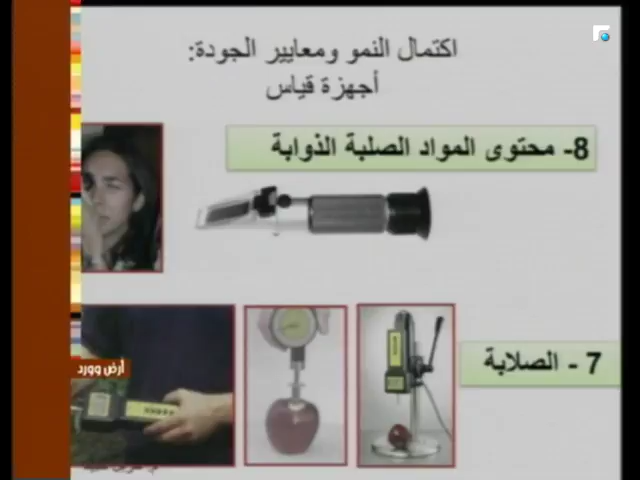 اكتمال النمو ومعايير الجودة:
أجهزة قياس
8- محتوى المواد الصلبة الذوابة
7 - الصلابة
أرض وورد